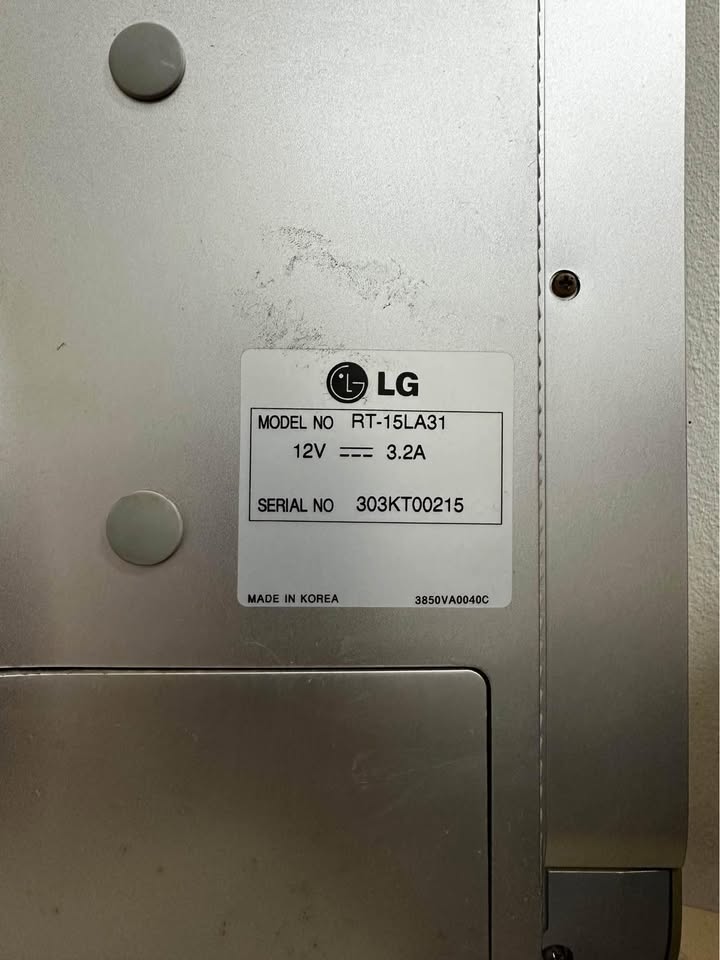 LG
MODEL NO RT-15LA31
12V ⎓ 3.2A
SERIAL NO 303KT00215
MADE IN KOREA 3850VA0040C